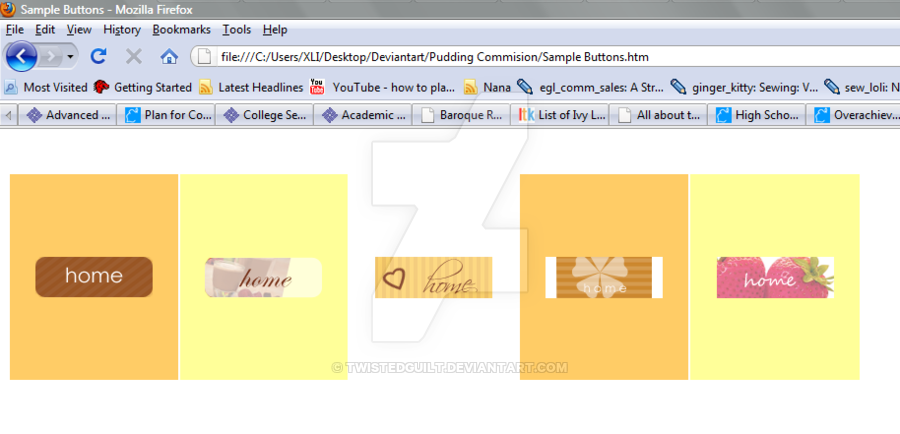 Sample Buttons - Mozilla Firefox
File Edit View History Bookmarks Tools Help
file:///C:/Users/XLI/Desktop/Deviantart/Pudding Commision/Sample Buttons.htm
Most Visited Getting Started Latest Headlines You Tube YouTube - how to pla... Nana egl_comm_sales: A Str... ginger_kitty: Sewing: V... sew_loli: N
Advanced ... Plan for Co... College Se... Academic ... Baroque R... ltk List of Ivy L... All about t... High Scho... Overachiev...
home home home home home
© TWISTEDGUILT.DEVIANTART.COM